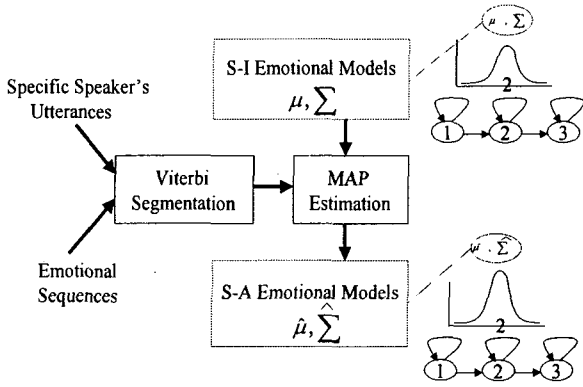 μ . Σ
S-I Emotional Models
μ, Σ
2
1 2 3
Specific Speaker's
Utterances
Viterbi
Segmentation
MAP
Estimation
Emotional
Sequences
S-A Emotional Models
μ̂, Σ̂
μ̂ . Σ̂
2
1 2 3